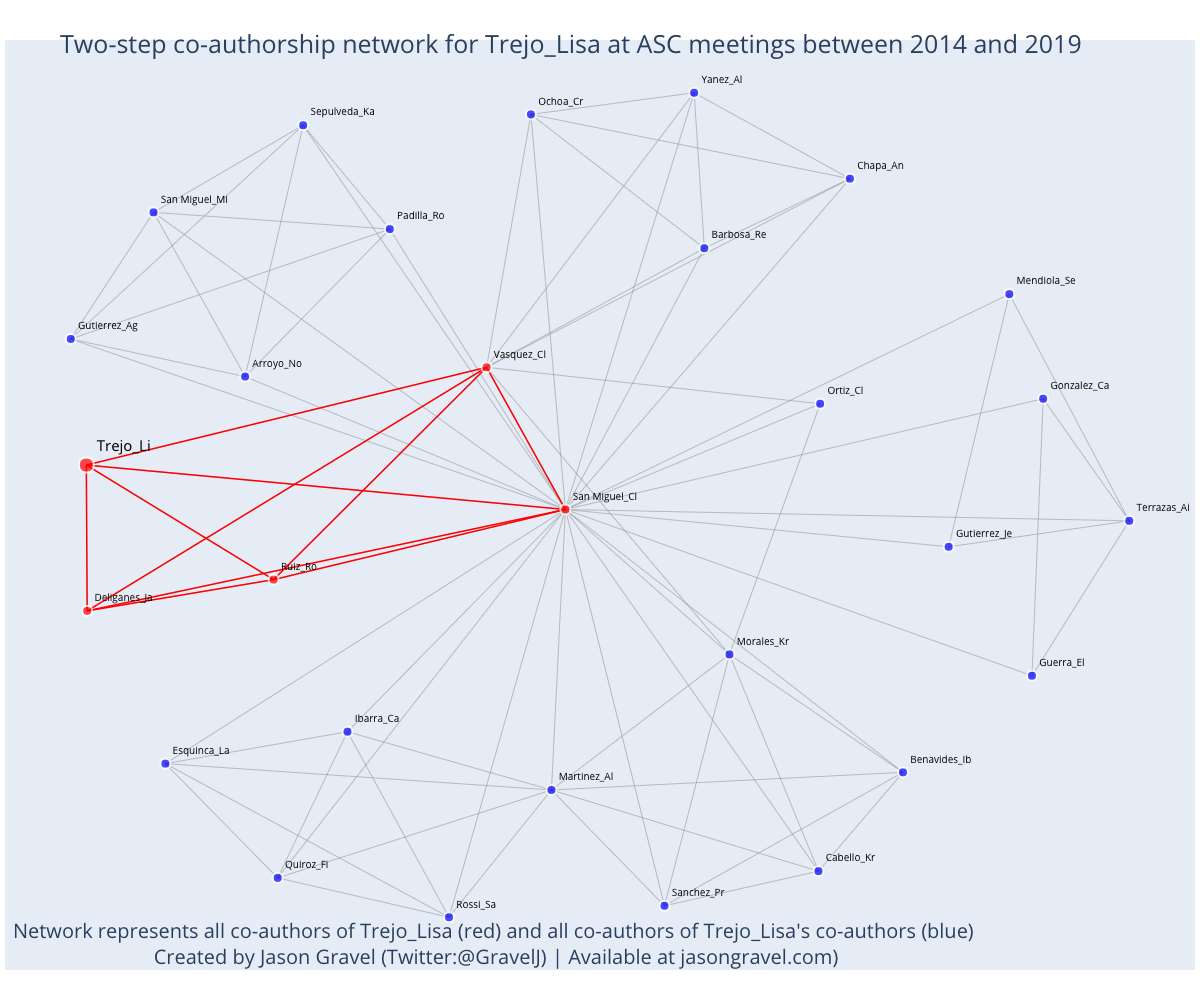 Two-step co-authorship network for Trejo_Lisa at ASC meetings between 2014 and 2019
Yanez_Al
Ochoa_Cr
Sepulveda_Ka
Chapa_An
San Miguel_Mi
Padilla_Ro
Barbosa_Re
Mendiola_Se
Gutierrez_Ag
Vasquez_Cl
Arroyo_No
Gonzalez_Ca
Ortiz_Cl
Trejo_Li
San Miguel_Cl
Terrazas_Al
Gutierrez_Je
Ruiz_Ro
Deliganes_Ja
Morales_Kr
Guerra_El
Ibarra_Ca
Esquinca_La
Benavides_Ib
Martinez_Al
Cabello_Kr
Quiroz_Fi
Sanchez_Pr
Rossi_Sa
Network represents all co-authors of Trejo_Lisa (red) and all co-authors of Trejo_Lisa's co-authors (blue)
Created by Jason Gravel (Twitter:@GravelJ) | Available at jasongravel.com)